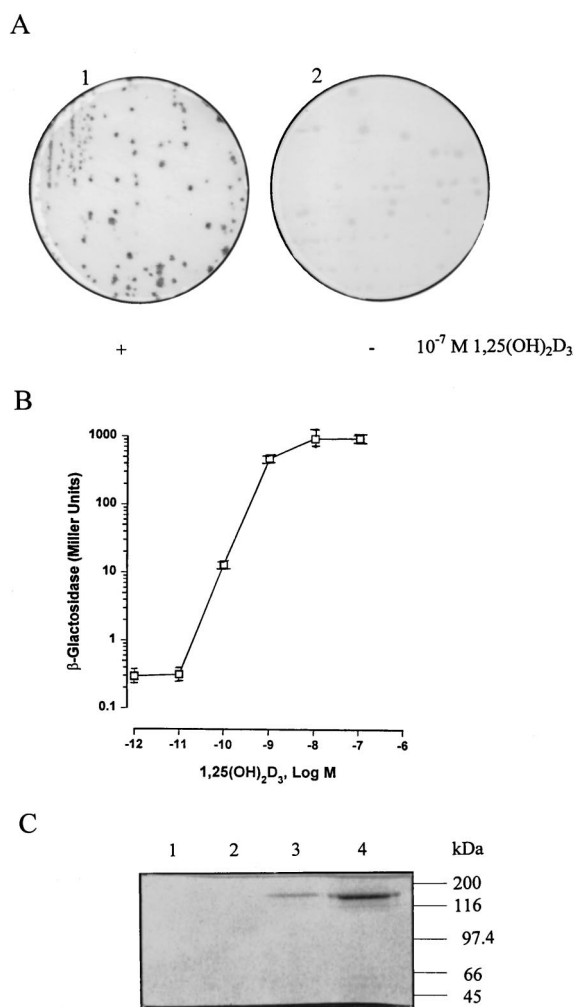 A
1 2
+ - 10⁻⁷ M 1,25(OH)₂D₃
B
1000
100
10
1
0.1
β-Glactosidase (Miller Units)
-12 -11 -10 -9 -8 -7 -6
1,25(OH)₂D₃, Log M
C
1 2 3 4 kDa
200
116
97.4
66
45